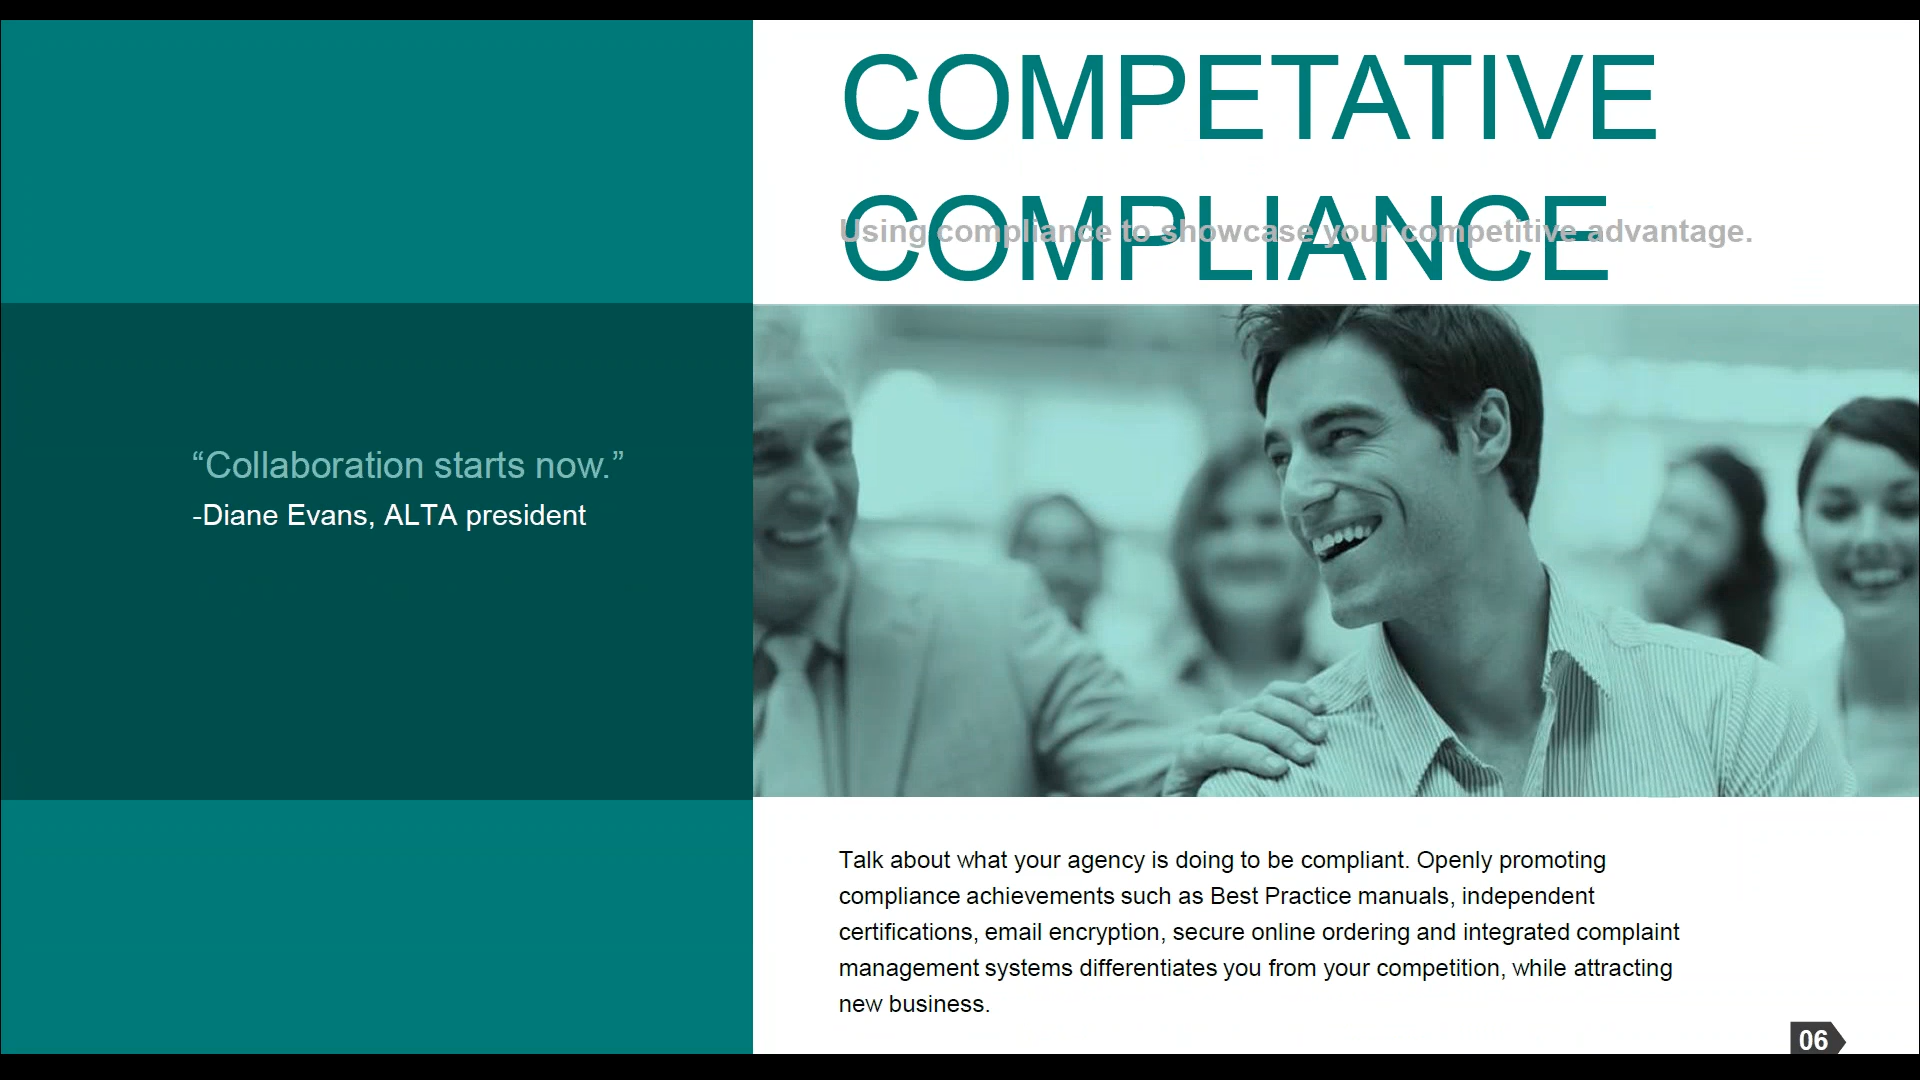 COMPETATIVE
COMPLIANCE
Using compliance to showcase your competitive advantage.
“Collaboration starts now.”
-Diane Evans, ALTA president
Talk about what your agency is doing to be compliant. Openly promoting
compliance achievements such as Best Practice manuals, independent
certifications, email encryption, secure online ordering and integrated complaint
management systems differentiates you from your competition, while attracting
new business.
06